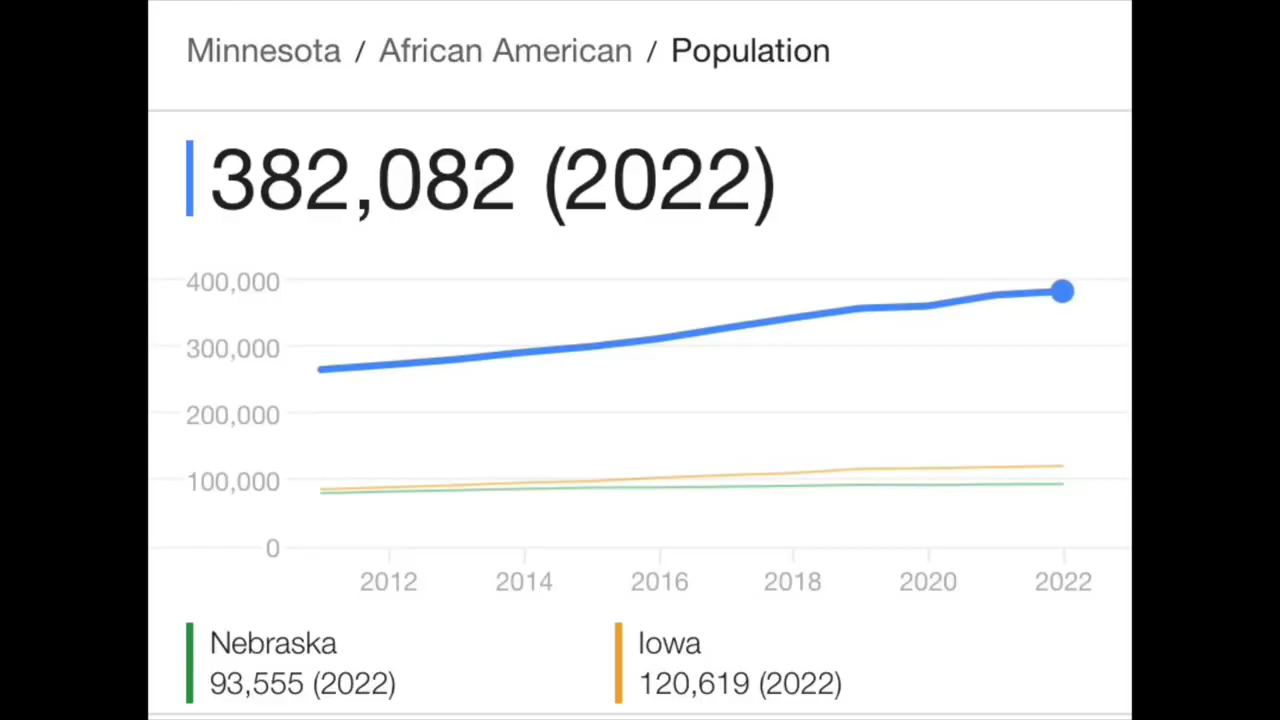 Minnesota / African American / Population
382,082 (2022)
400,000
300,000
200,000
100,000
0
2012 2014 2016 2018 2020 2022
Nebraska
93,555 (2022)
Iowa
120,619 (2022)